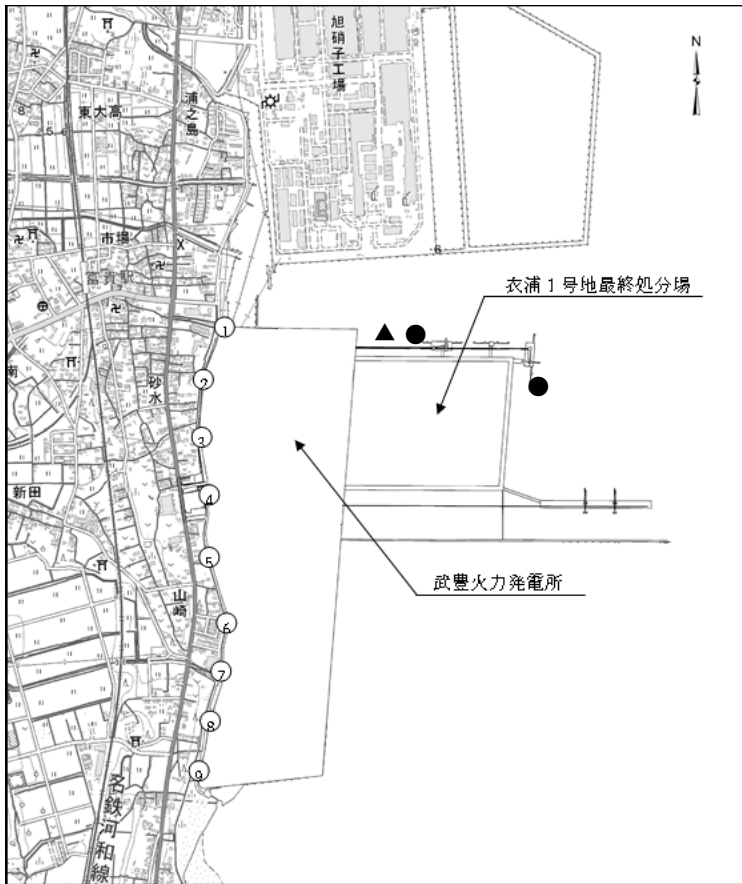 旭硝子工場
N
浦之島
東大高
市場
富貴駅
衣浦１号地最終処分場
砂水
南
新田
武豊火力発電所
山崎
名鉄河和線
①
②
③
④
⑤
⑥
⑦
⑧
⑨
6